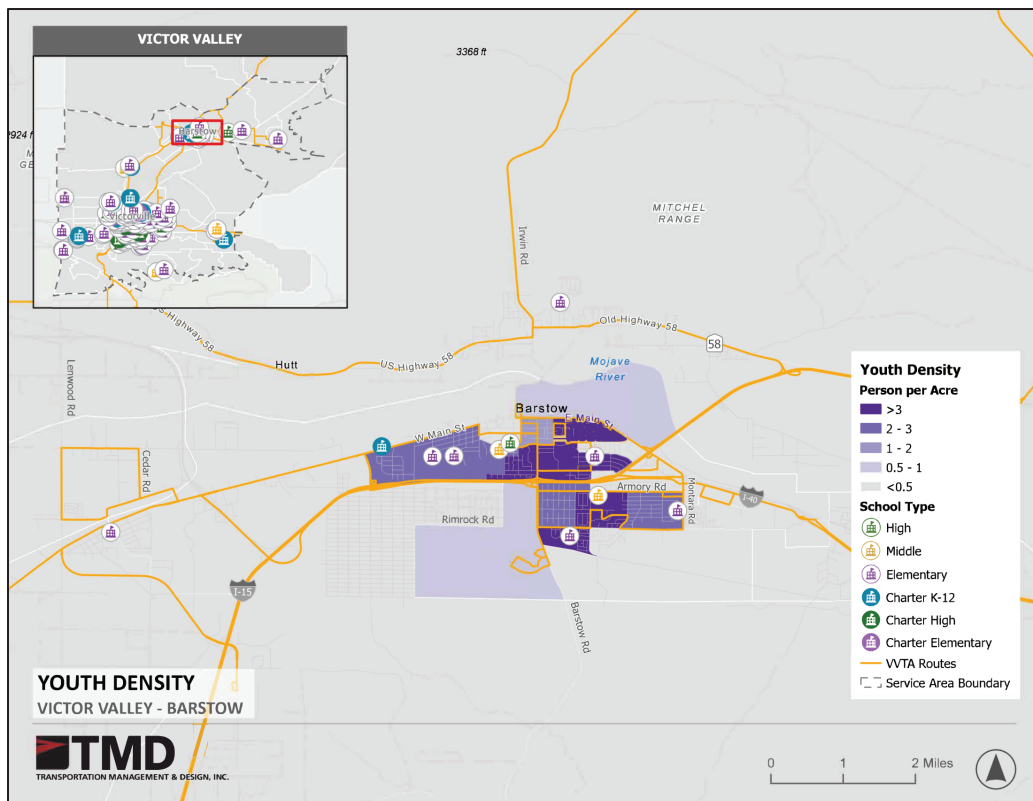 VICTOR VALLEY
3368 ft
2924 ft
Barstow
Victorville
MITCHEL
RANGE
Irwin Rd
US Highway 58
Hutt
US Highway 58
Old Highway 58
58
Mojave
River
Lenwood Rd
Barstow
E Main St
W Main St
Cedar Rd
Armory Rd
Montara Rd
I-40
Rimrock Rd
I-15
Barstow Rd
Youth Density
Person per Acre
>3
2 - 3
1 - 2
0.5 - 1
<0.5
School Type
High
Middle
Elementary
Charter K-12
Charter High
Charter Elementary
VVTA Routes
Service Area Boundary
YOUTH DENSITY
VICTOR VALLEY - BARSTOW
TMD
TRANSPORTATION MANAGEMENT & DESIGN, INC.
0 1 2 Miles